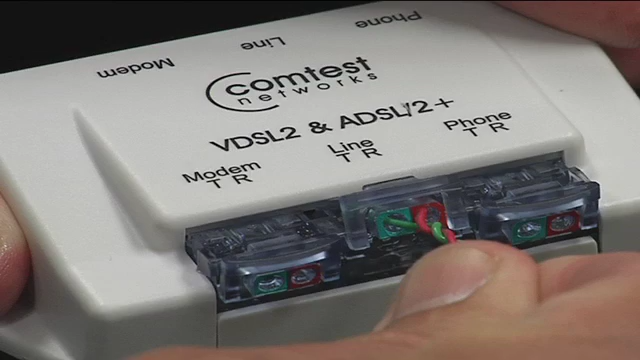 Phone
Line
Modem
comtest
networks
VDSL2 & ADSL/2+
Modem
T R
Line
T R
Phone
T R